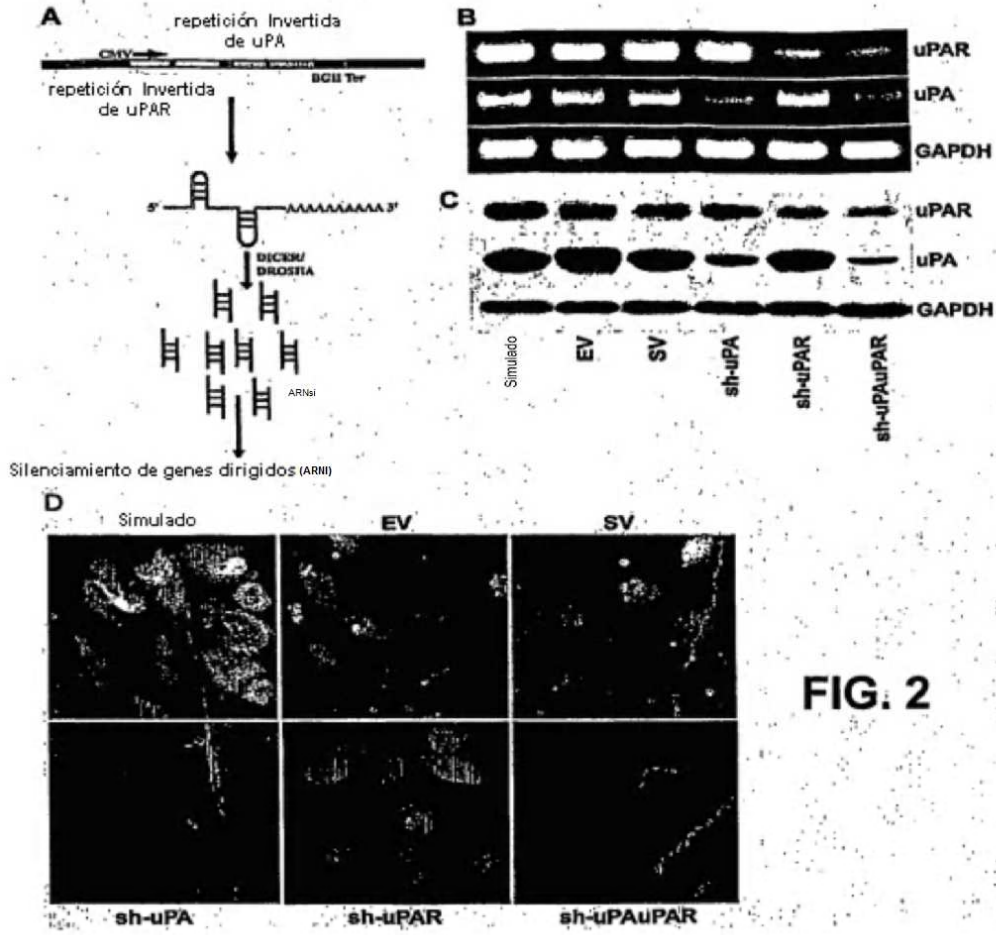 A
repetición Invertida
de uPA
CMV
BGH Ter
repetición Invertida
de uPAR
5'
AAAAAAAAAA 3'
DICER/
DROSHA
ARNsi
Silenciamiento de genes dirigidos (ARNI)
B
uPAR
uPA
GAPDH
C
uPAR
uPA
GAPDH
Simulado
EV
SV
sh-uPA
sh-uPAR
sh-uPAuPAR
D
Simulado
EV
SV
sh-uPA
sh-uPAR
sh-uPAuPAR
FIG. 2